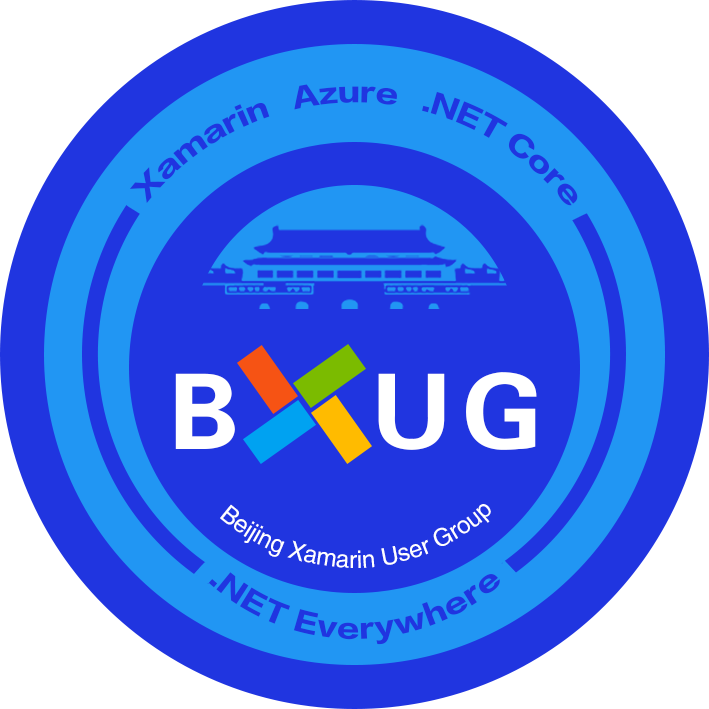 Xamarin Azure .NET Core
BXUG
Beijing Xamarin User Group
.NET Everywhere